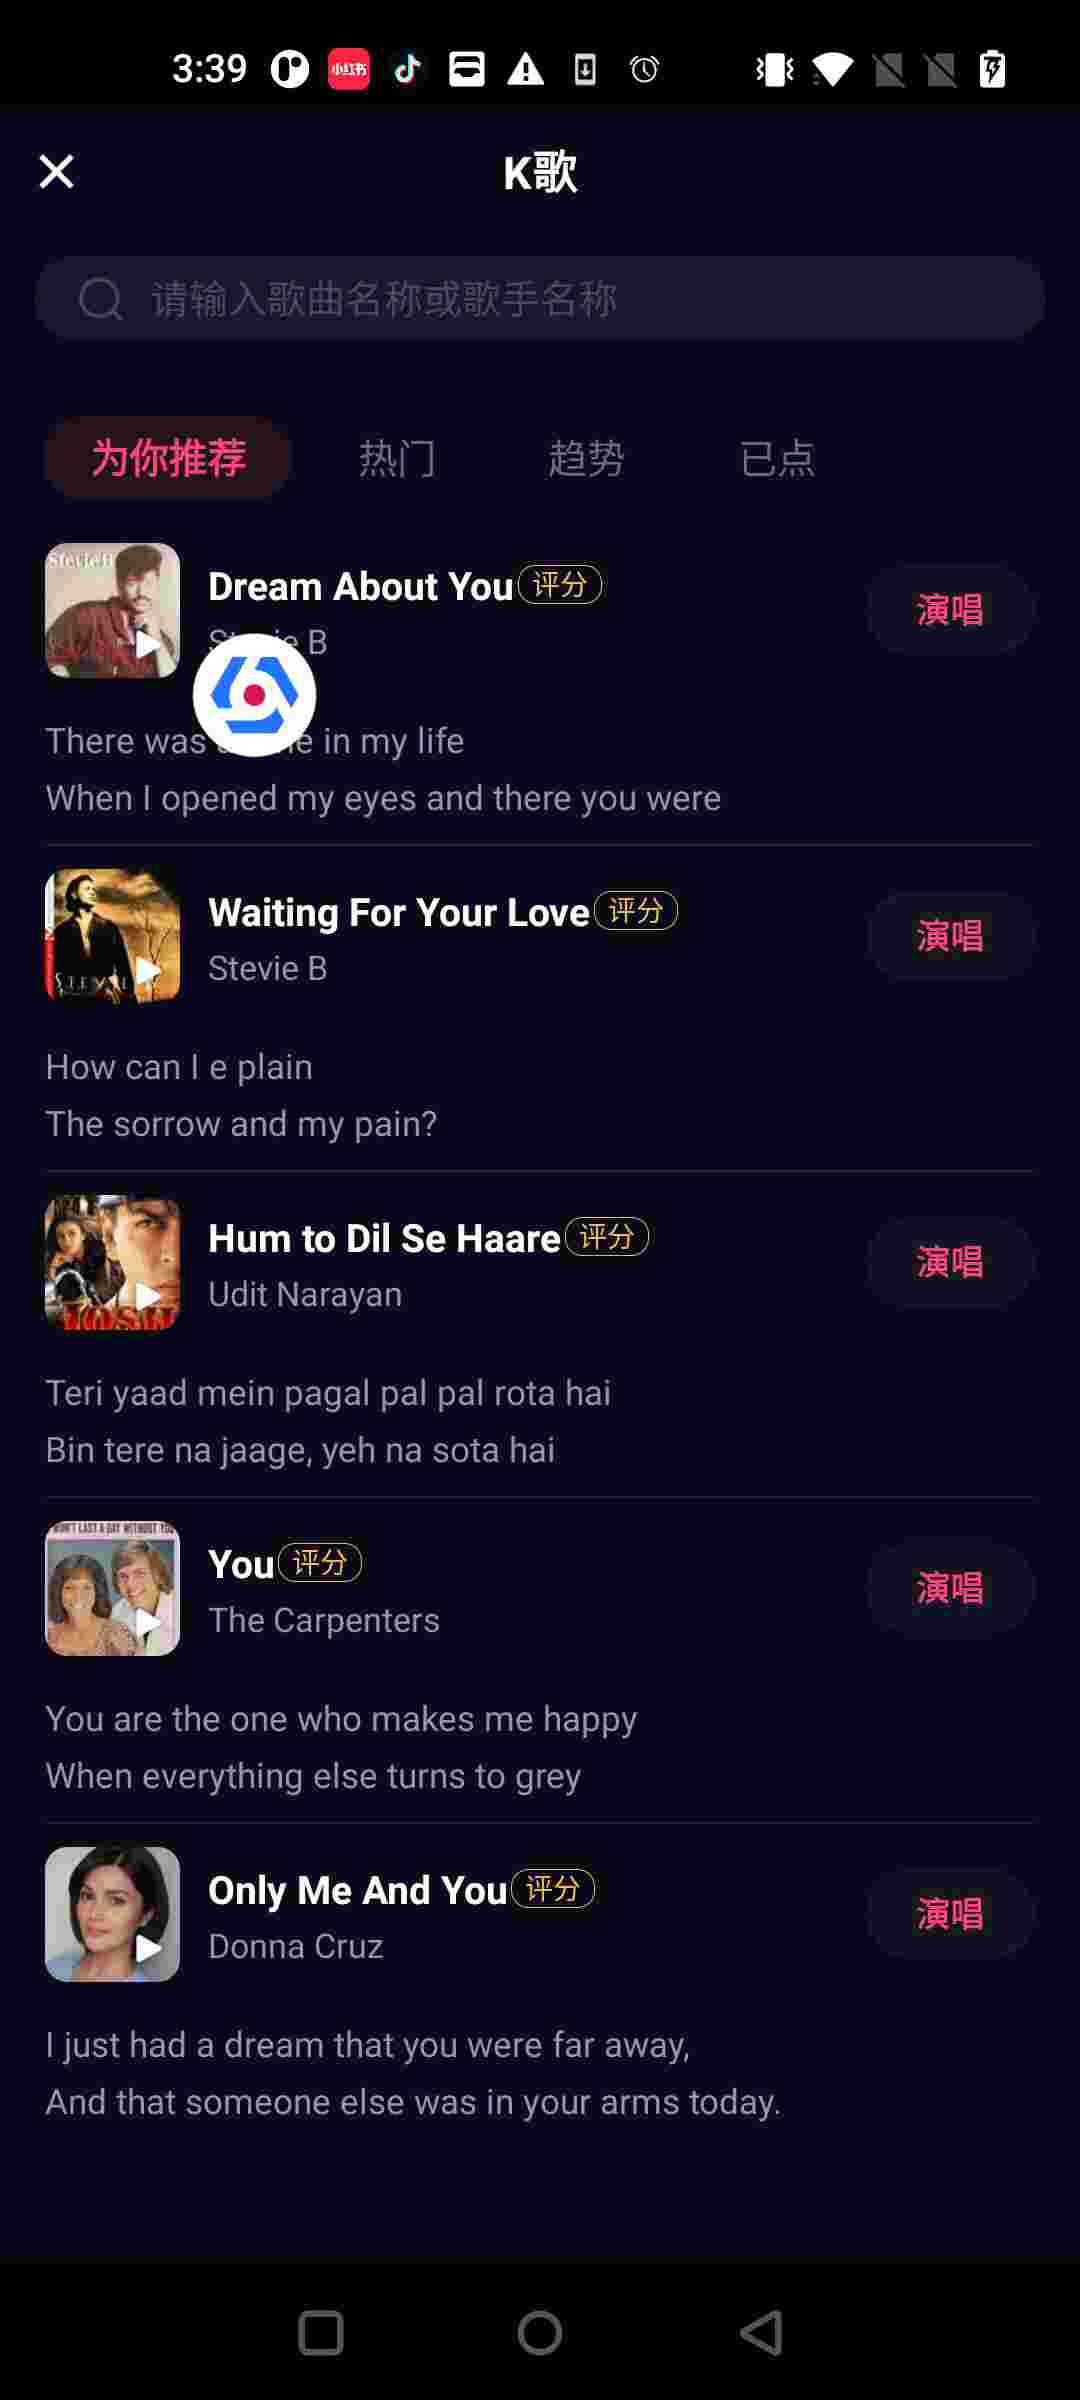 3:39
小红书
K歌
请输入歌曲名称或歌手名称
为你推荐 热门 趋势 已点
Stevie B
Dream About You 评分
B
演唱
There was in my life
When I opened my eyes and there you were
Waiting For Your Love 评分
Stevie B
演唱
How can I e plain
The sorrow and my pain?
Hum to Dil Se Haare 评分
Udit Narayan
演唱
Teri yaad mein pagal pal pal rota hai
Bin tere na jaage, yeh na sota hai
You 评分
The Carpenters
演唱
You are the one who makes me happy
When everything else turns to grey
Only Me And You 评分
Donna Cruz
演唱
I just had a dream that you were far away,
And that someone else was in your arms today.